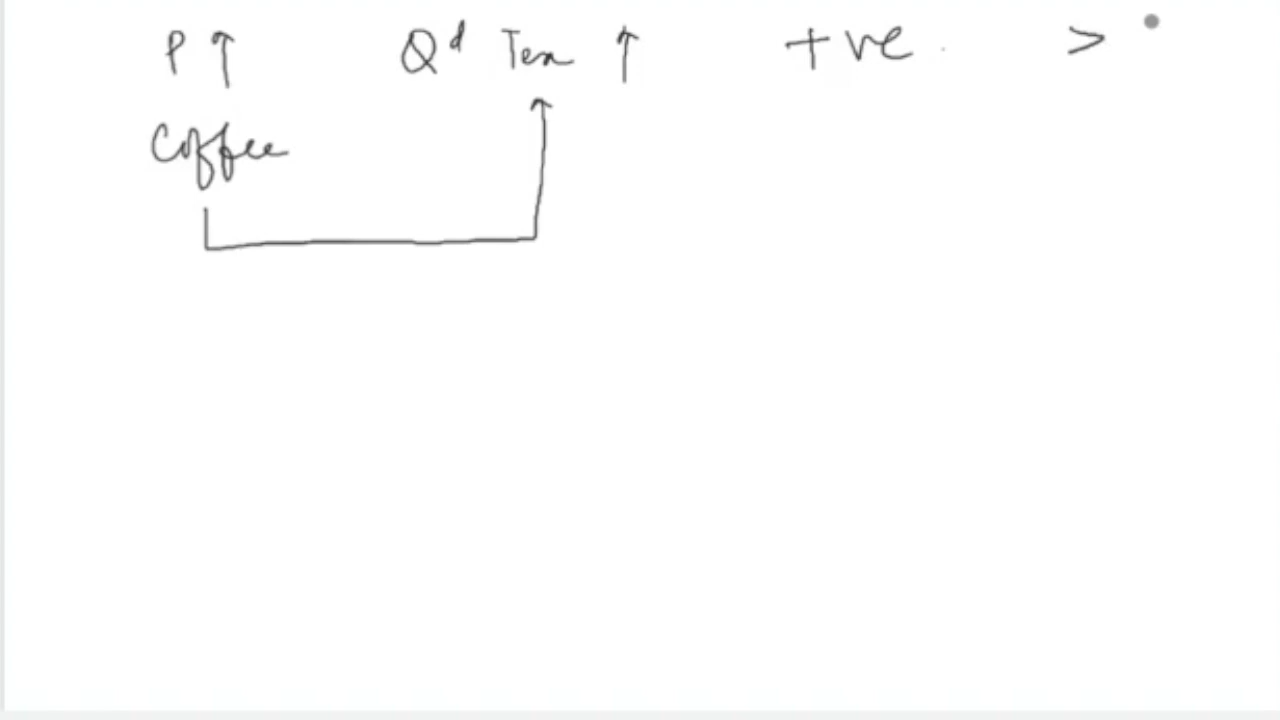 P ↑ Qᵈ Tea ↑ +ve >
Coffee